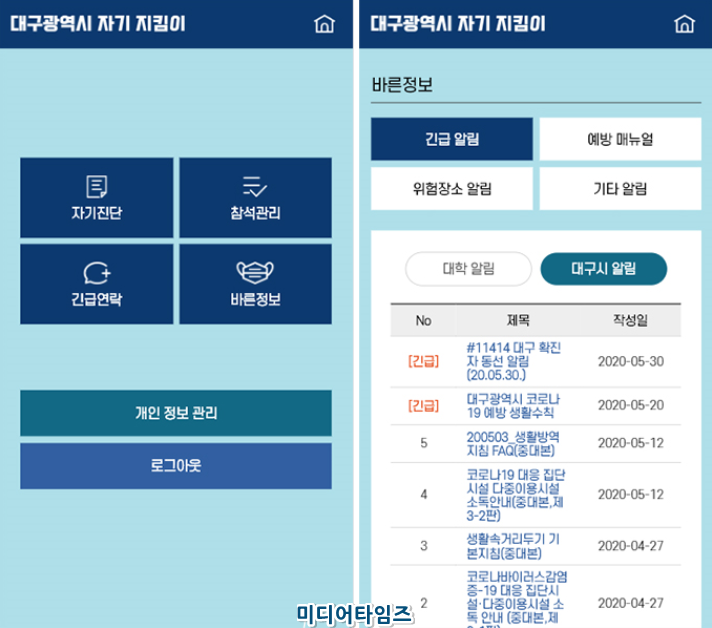 대구광역시 자기 지킴이
자기진단
참석관리
긴급연락
바른정보
개인 정보 관리
로그아웃
대구광역시 자기 지킴이
바른정보
긴급 알림
예방 매뉴얼
위험장소 알림
기타 알림
대학 알림
대구시 알림
No 제목 작성일
[긴급] #11414 대구 확진 2020-05-30
자 동선 알림
(20.05.30.)
[긴급] 대구광역시 코로나 2020-05-20
19 예방 생활수칙
5 200503_생활방역 2020-05-12
지침 FAQ(중대본)
4 코로나19 대응 집단 2020-05-12
시설 다중이용시설
소독안내(중대본,제
3-2판)
3 생활속거리두기 기 2020-04-27
본지침(중대본)
2 코로나바이러스감염 2020-04-27
증-19 대응 집단시
설·다중이용시설 소
독 안내 (중대본,제
미디어타임즈